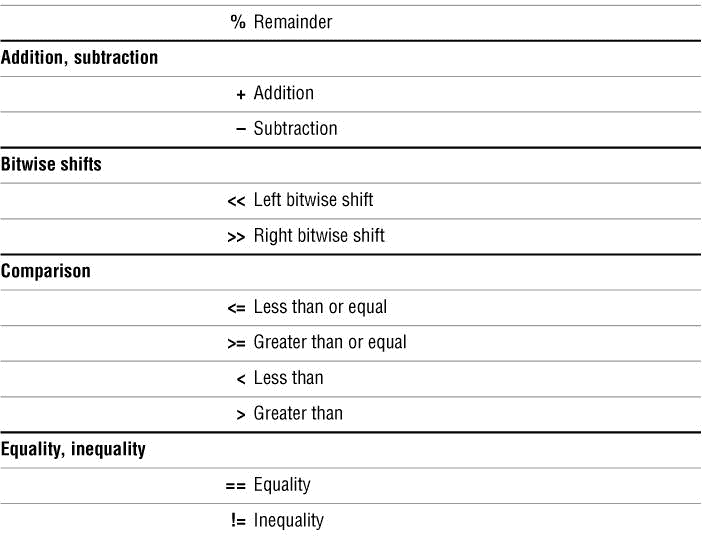 % Remainder
Addition, subtraction
+ Addition
– Subtraction
Bitwise shifts
<< Left bitwise shift
>> Right bitwise shift
Comparison
<= Less than or equal
>= Greater than or equal
< Less than
> Greater than
Equality, inequality
== Equality
!= Inequality